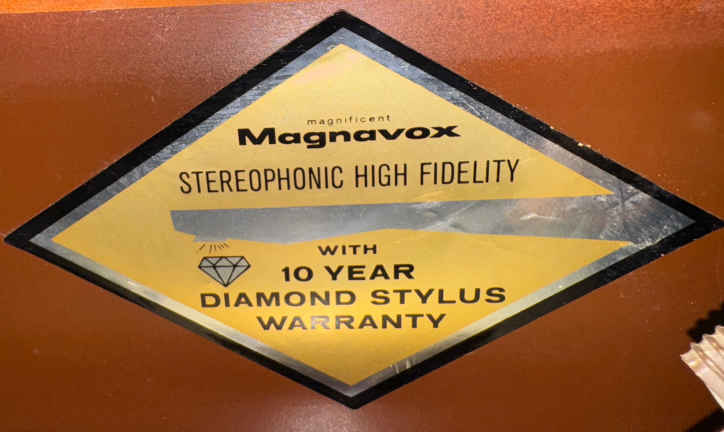 magnificent
Magnavox
STEREOPHONIC HIGH FIDELITY
WITH
10 YEAR
DIAMOND STYLUS
WARRANTY